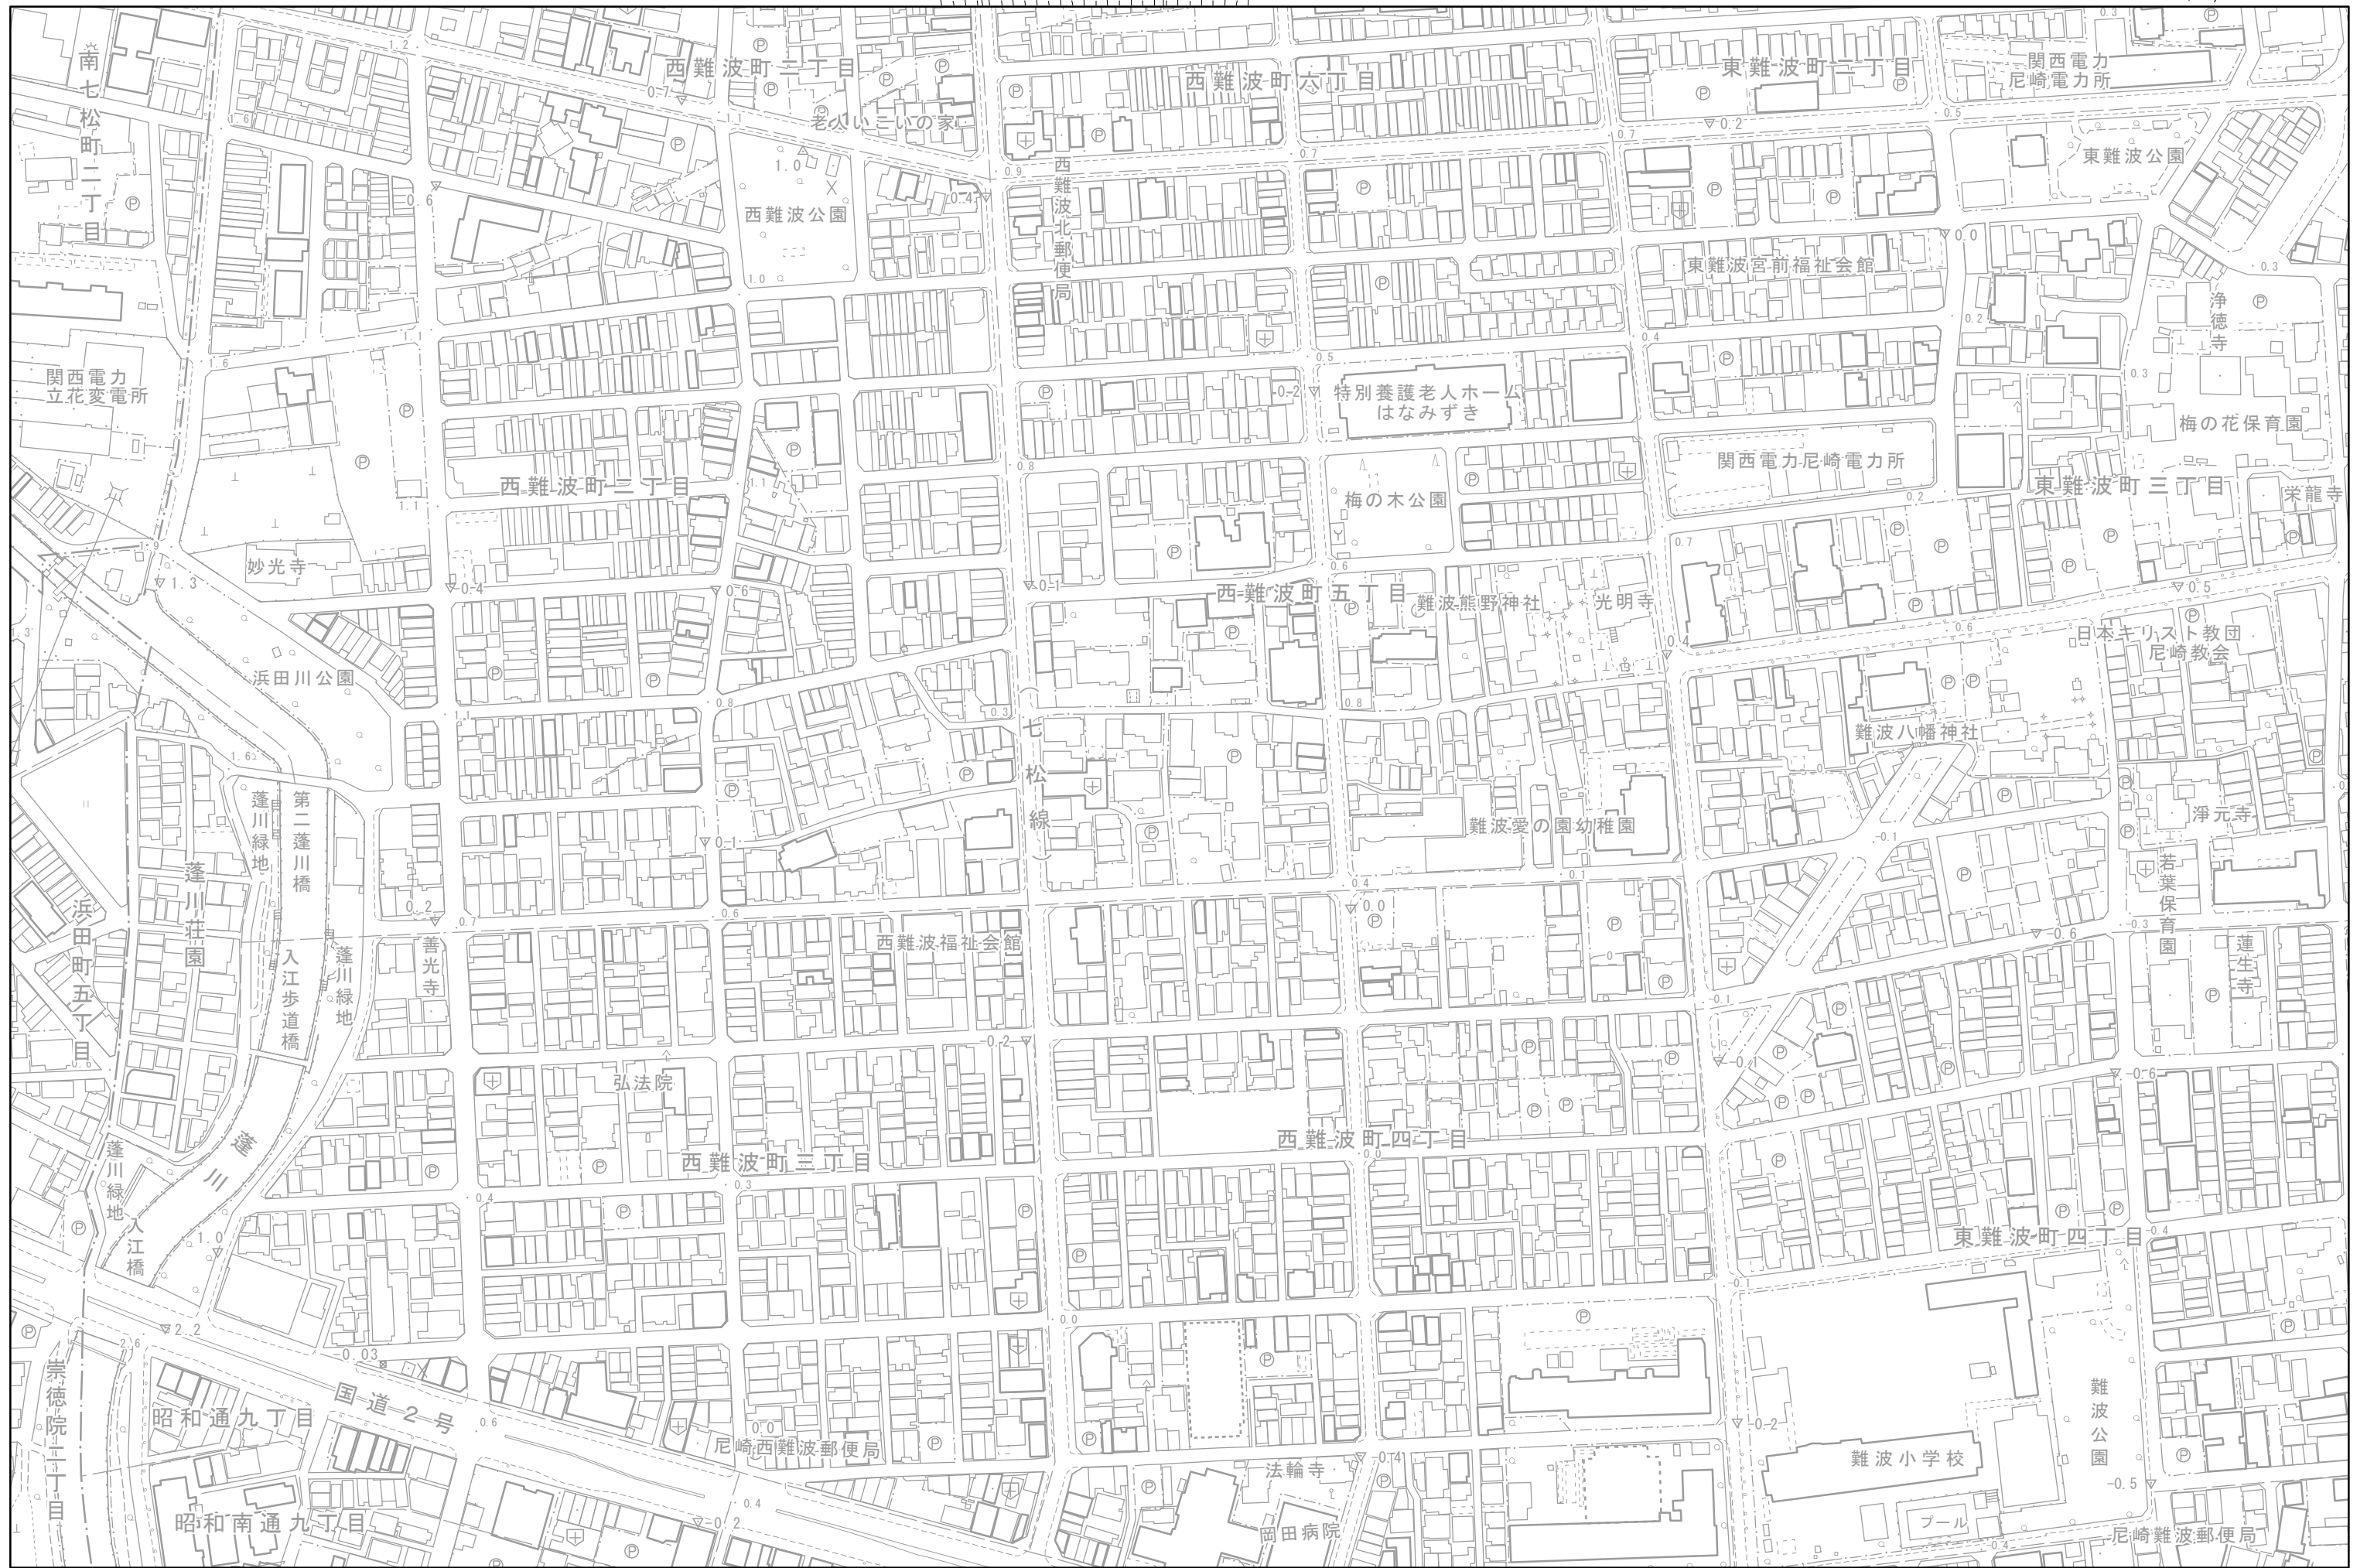 南七松町二丁目
西難波町二丁目
老人いこいの家
西難波町六丁目
東難波町二丁目
関西電力
尼崎電力所
東難波公園
西難波公園
西難波北郵便局
東難波宮前福祉会館
浄徳寺
関西電力
立花変電所
特別養護老人ホーム
はなみずき
梅の花保育園
西難波町二丁目
梅の木公園
関西電力尼崎電力所
東難波町三丁目
栄龍寺
妙光寺
西難波町五丁目
難波熊野神社
光明寺
日本キリスト教団
尼崎教会
浜田川公園
難波八幡神社
(七松線)
蓬川緑地
第二蓬川橋
難波愛の園幼稚園
淨元寺
蓬川荘園
浜田町五丁目
若葉保育園
善光寺
西難波福祉会館
蓮生寺
入江歩道橋
蓬川緑地
弘法院
蓬川
西難波町三丁目
西難波町四丁目
蓬川緑地
入江橋
東難波町四丁目
崇徳院二丁目
国道2号
昭和通九丁目
尼崎西難波郵便局
難波公園
法輪寺
難波小学校
昭和南通九丁目
岡田病院
プール
尼崎難波郵便局